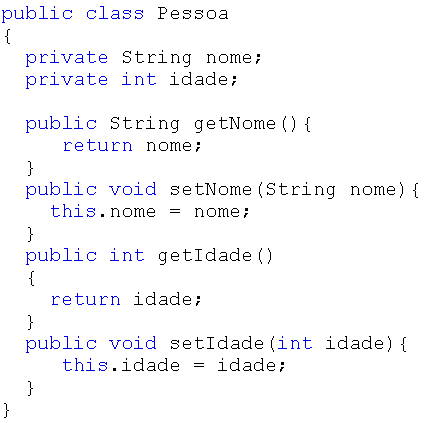 public class Pessoa
{
  private String nome;
  private int idade;

  public String getNome(){
     return nome;
  }
  public void setNome(String nome){
    this.nome = nome;
  }
  public int getIdade()
  {
    return idade;
  }
  public void setIdade(int idade){
     this.idade = idade;
  }
}